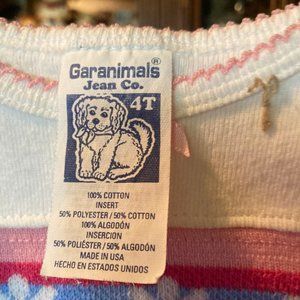 Garanimals®
Jean Co.
4T
100% COTTON
INSERT
50% POLYESTER / 50% COTTON
100% ALGODÓN
INSERCION
50% POLIÉSTER / 50% ALGODÓN
MADE IN USA
HECHO EN ESTADOS UNIDOS